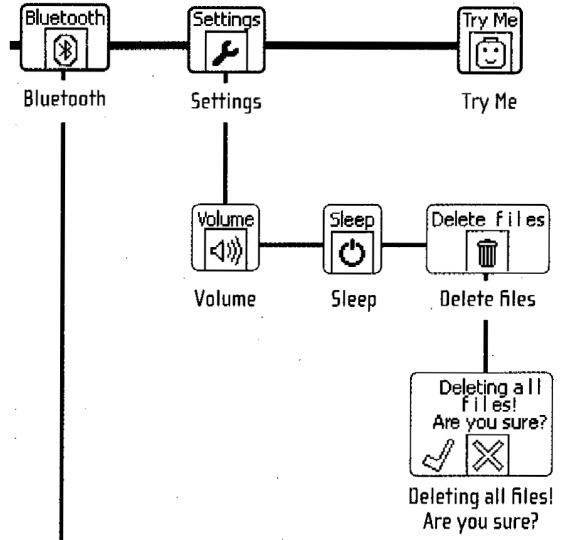 Bluetooth
Settings
Try Me
Bluetooth
Settings
Try Me
Volume
Sleep
Delete files
Volume
Sleep
Delete files
Deleting all
files!
Are you sure?
Deleting all files!
Are you sure?